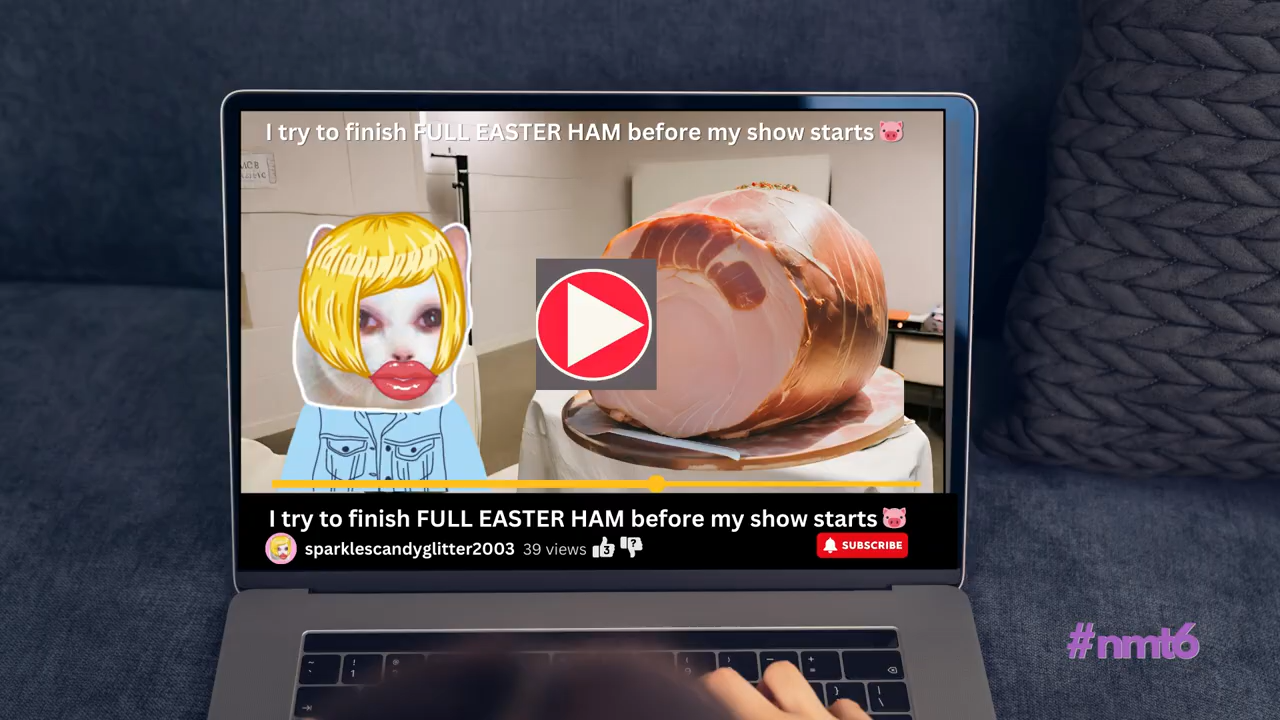 I try to finish FULL EASTER HAM before my show starts 🐷
I try to finish FULL EASTER HAM before my show starts 🐷
sparklescandyglitter2003 39 views 3 ?
SUBSCRIBE
#nmt6